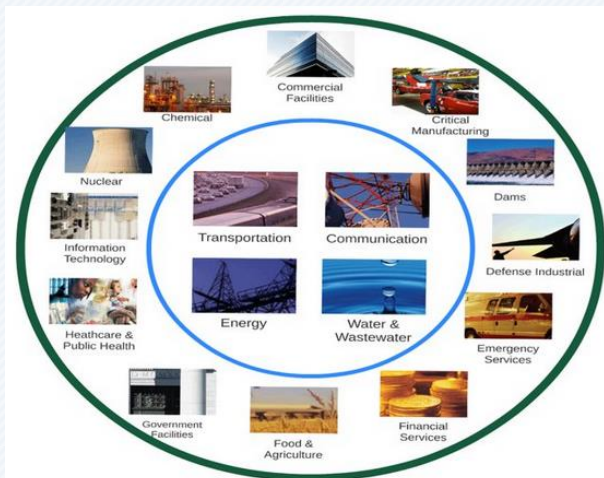 Commercial
Facilities
Chemical
Critical
Manufacturing
Nuclear
Dams
Transportation
Communication
Information
Technology
Defense Industrial
Energy
Water &
Wastewater
Heathcare &
Public Health
Emergency
Services
Government
Facilities
Food &
Agriculture
Financial
Services